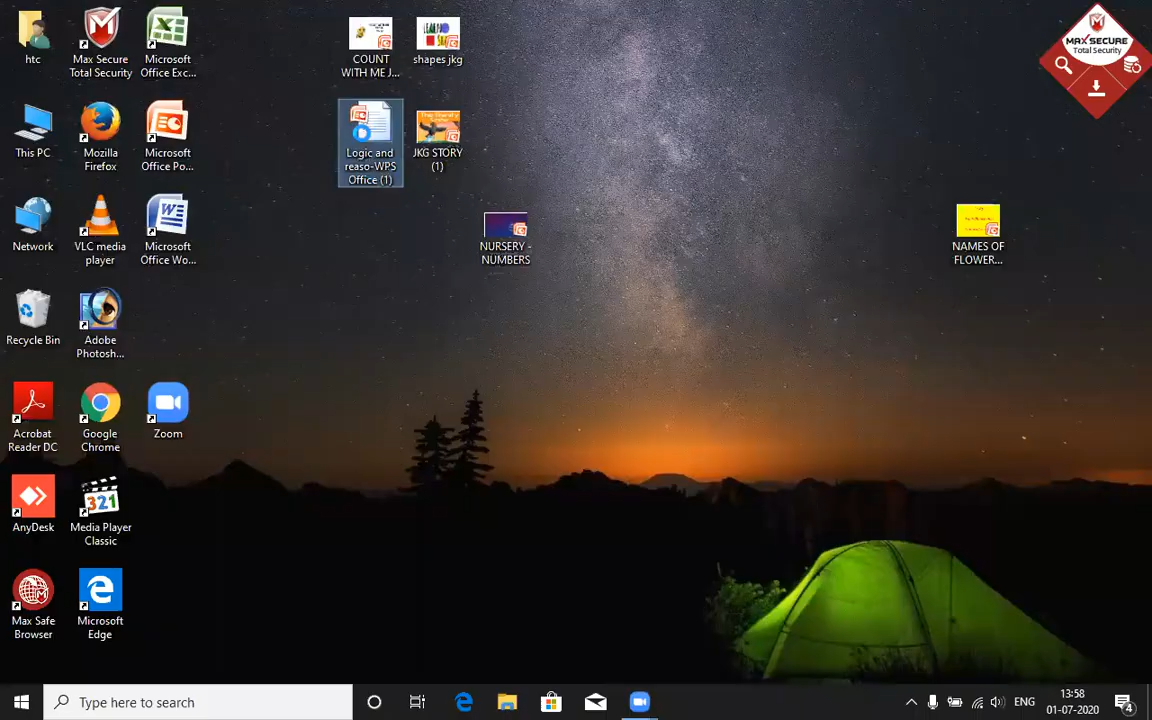 htc
Max Secure
Total Security
Microsoft
Office Exc...
COUNT
WITH ME J...
shapes jkg
MAX SECURE
Total Security
This PC
Mozilla
Firefox
Microsoft
Office Po...
Logic and
reaso-WPS
Office (1)
JKG STORY
(1)
Network
VLC media
player
Microsoft
Office Wo...
NURSERY -
NUMBERS
NAMES OF
FLOWER...
Recycle Bin
Adobe
Photosh...
Acrobat
Reader DC
Google
Chrome
Zoom
AnyDesk
321
Media Player
Classic
Max Safe
Browser
Microsoft
Edge
Type here to search
ENG
13:58
01-07-2020
4